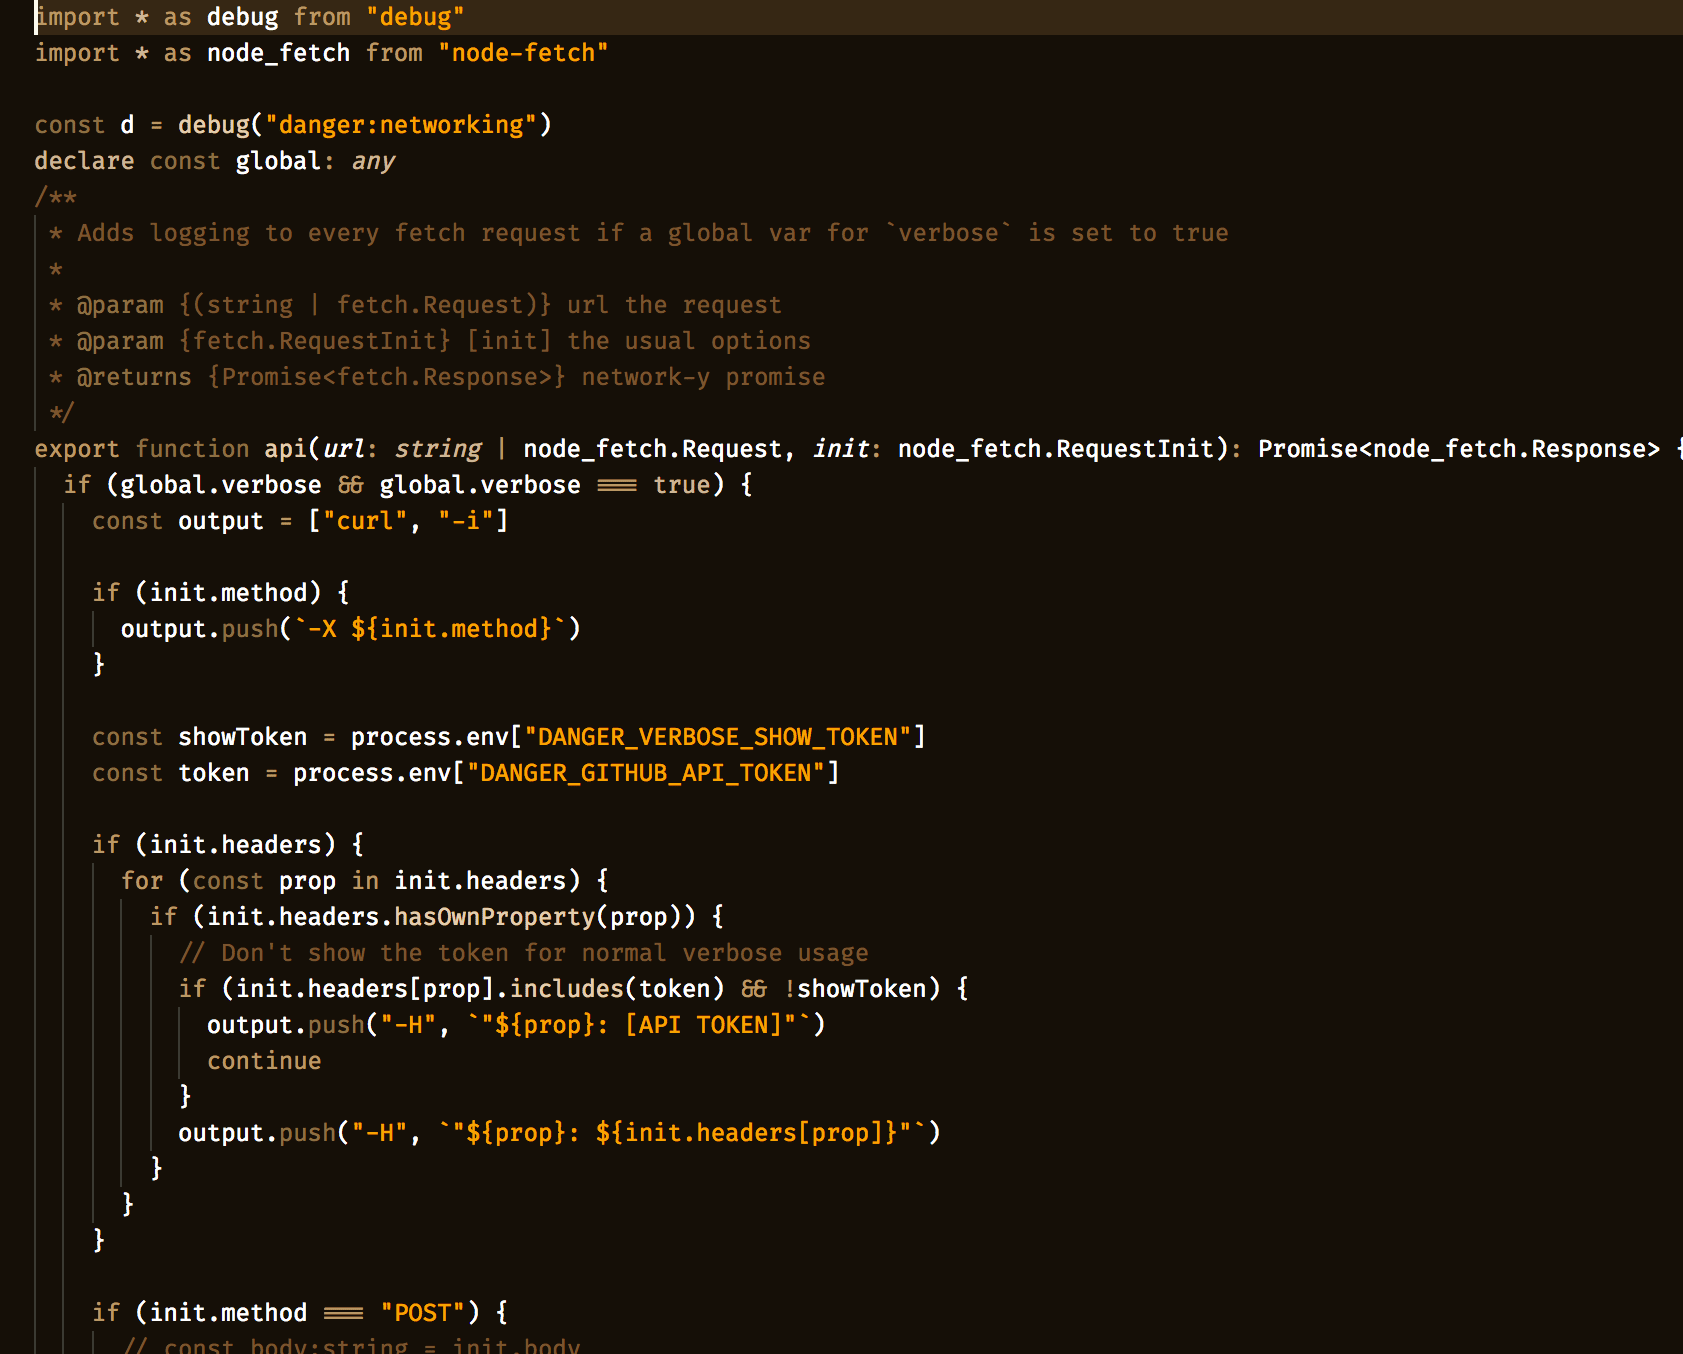 import * as debug from "debug"
import * as node_fetch from "node-fetch"

const d = debug("danger:networking")
declare const global: any
/**
 * Adds logging to every fetch request if a global var for `verbose` is set to true
 *
 * @param {(string | fetch.Request)} url the request
 * @param {fetch.RequestInit} [init] the usual options
 * @returns {Promise<fetch.Response>} network-y promise
 */
export function api(url: string | node_fetch.Request, init: node_fetch.RequestInit): Promise<node_fetch.Response> {
  if (global.verbose && global.verbose === true) {
    const output = ["curl", "-i"]

    if (init.method) {
      output.push(`-X ${init.method}`)
    }

    const showToken = process.env["DANGER_VERBOSE_SHOW_TOKEN"]
    const token = process.env["DANGER_GITHUB_API_TOKEN"]

    if (init.headers) {
      for (const prop in init.headers) {
        if (init.headers.hasOwnProperty(prop)) {
          // Don't show the token for normal verbose usage
          if (init.headers[prop].includes(token) && !showToken) {
            output.push("-H", `"${prop}: [API TOKEN]"`)
            continue
          }
          output.push("-H", `"${prop}: ${init.headers[prop]}"`)
        }
      }
    }

    if (init.method === "POST") {
      // const body:string = init.body